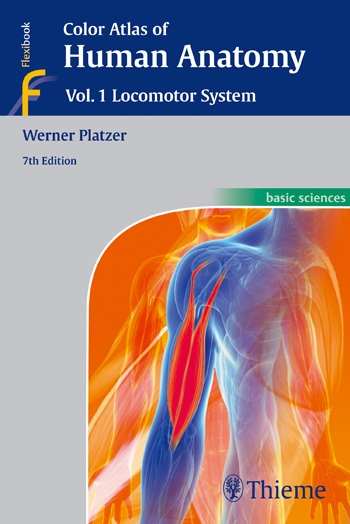 Flexibook
Color Atlas of
Human Anatomy
Vol. 1 Locomotor System
Werner Platzer
7th Edition
basic sciences
Thieme